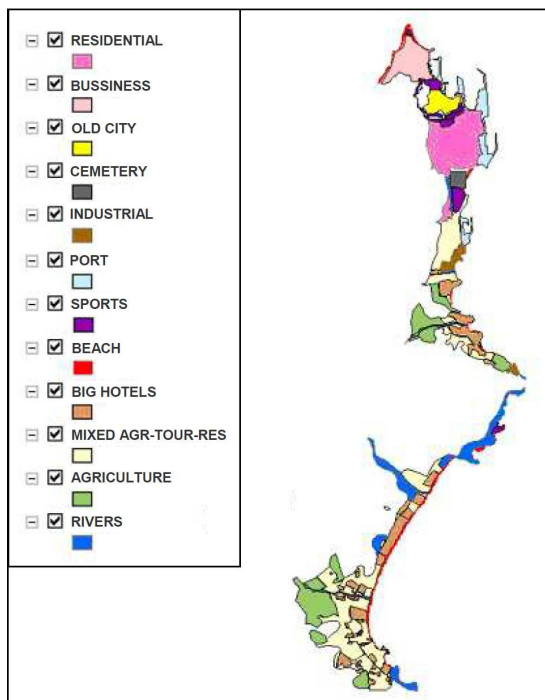 RESIDENTIAL
BUSSINESS
OLD CITY
CEMETERY
INDUSTRIAL
PORT
SPORTS
BEACH
BIG HOTELS
MIXED AGR-TOUR-RES
AGRICULTURE
RIVERS